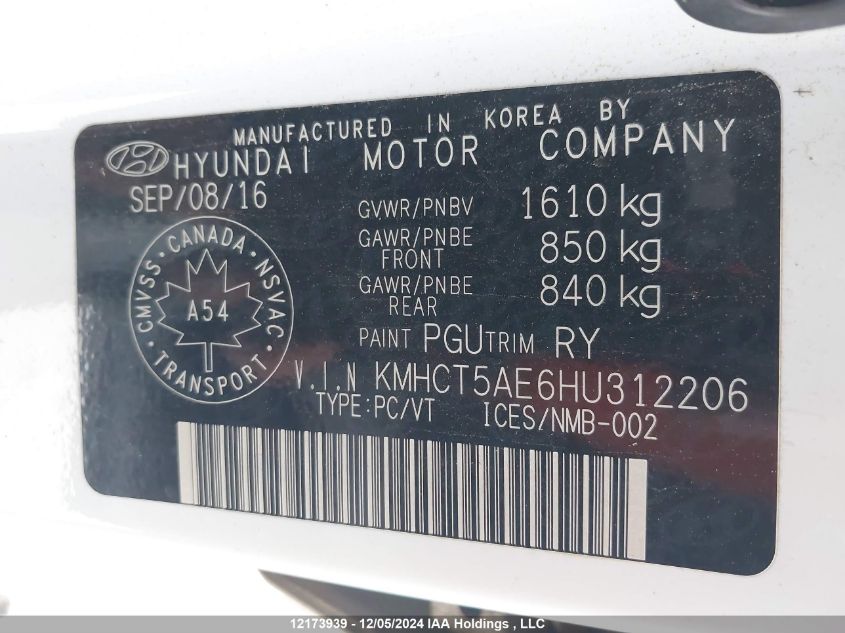 MANUFACTURED IN KOREA BY
HYUNDAI MOTOR COMPANY
SEP/08/16
GVWR/PNBV 1610 kg
GAWR/PNBE FRONT 850 kg
GAWR/PNBE REAR 840 kg
CANADA
CMVSS NSVAC
A54
TRANSPORT
PAINT PGU TRIM RY
V.I.N KMHCT5AE6HU312206
TYPE:PC/VT ICES/NMB-002
12173939 - 12/05/2024 IAA Holdings, LLC